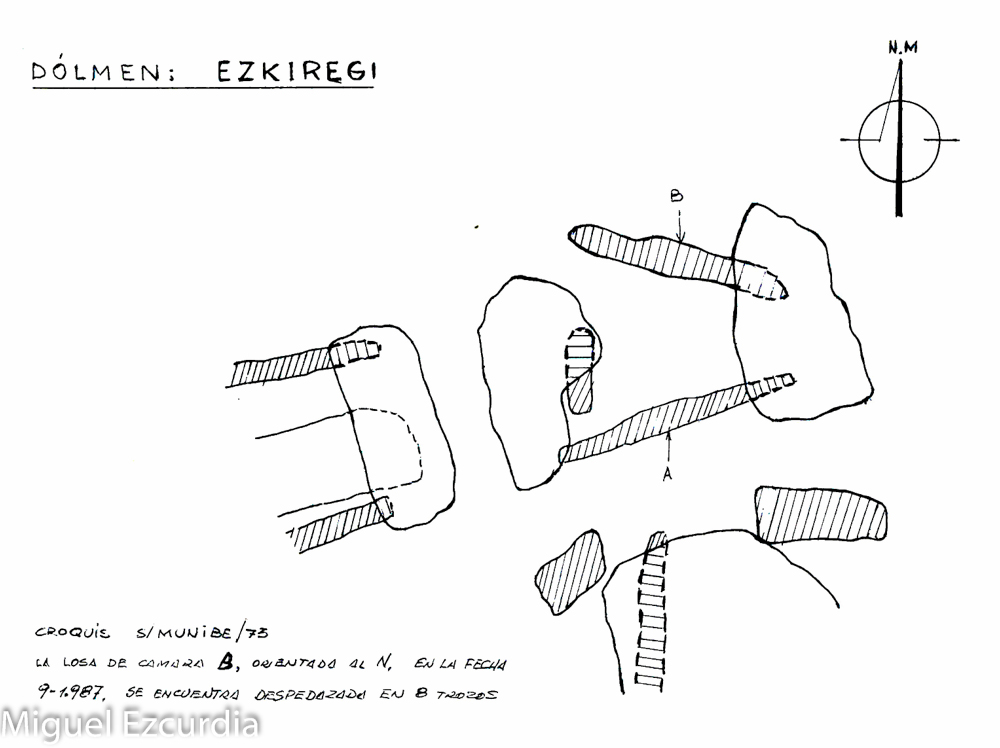 DÓLMEN: EZKIREGI
N.M
B
A
CROQUIS S/MUNIBE/73
LA LOSA DE CAMARA B, ORIENTADA AL N, EN LA FECHA
9-1.987, SE ENCUENTRA DESPEDAZADA EN 8 TROZOS
Miguel Ezcurdia